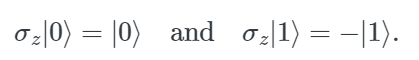 σ_z|0⟩ = |0⟩ and σ_z|1⟩ = −|1⟩.